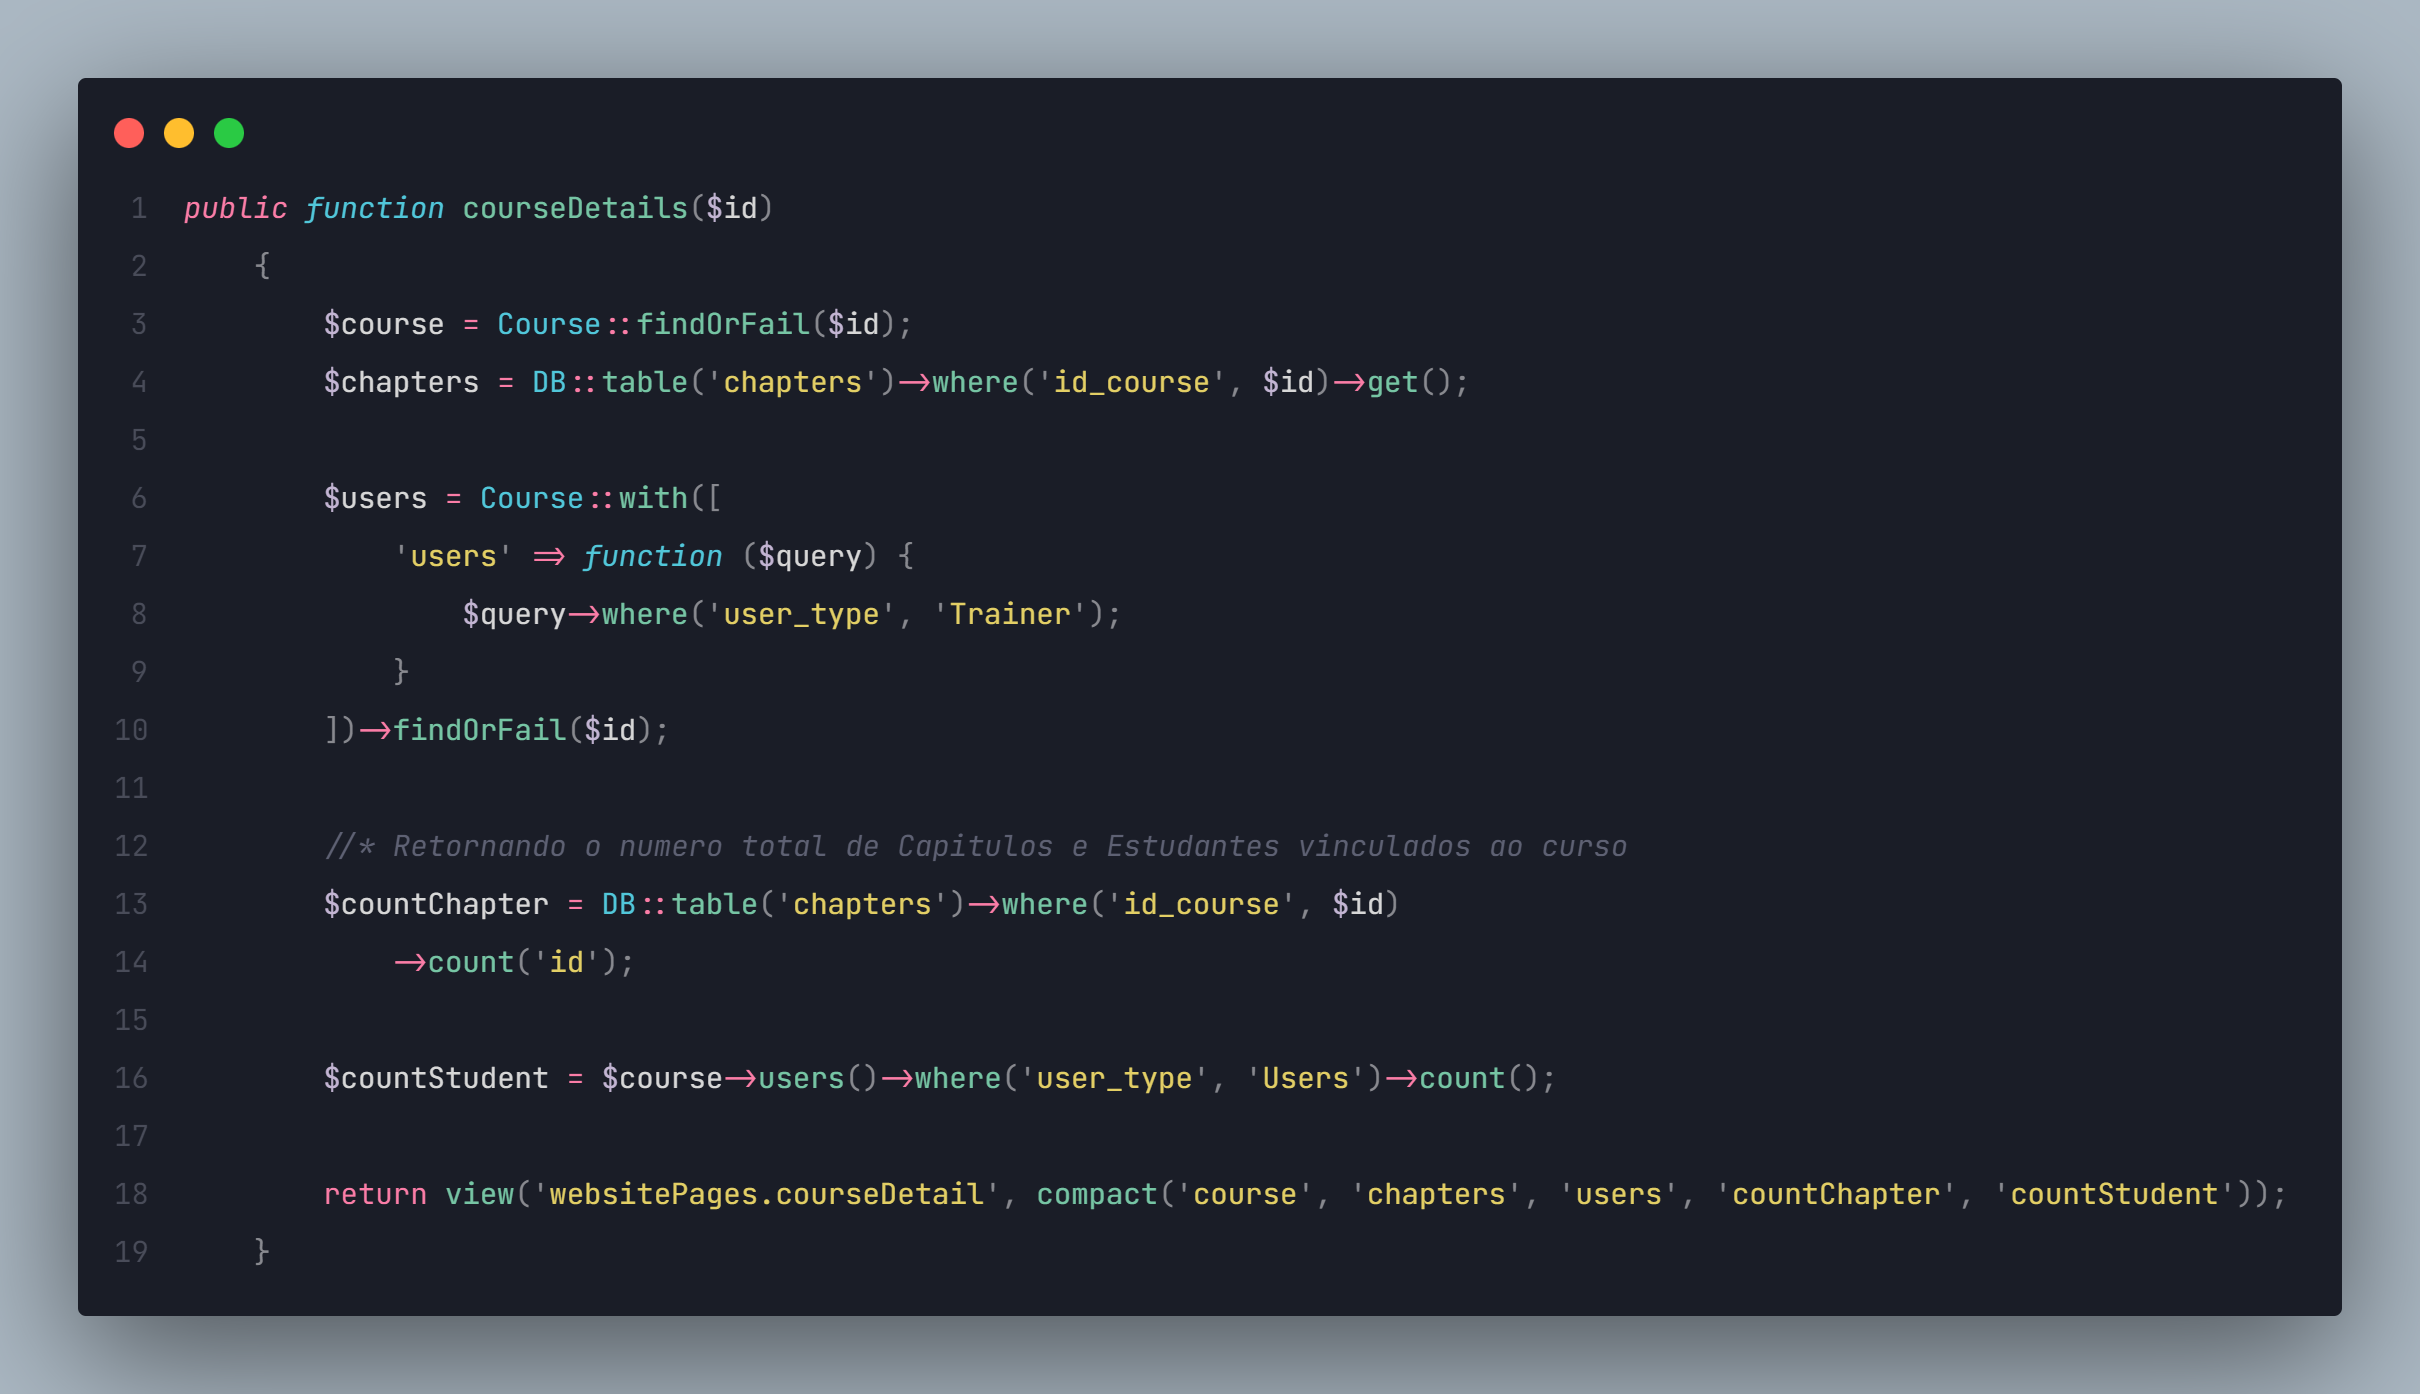 1 public function courseDetails($id)
2 {
3 $course = Course::findOrFail($id);
4 $chapters = DB::table('chapters')->where('id_course', $id)->get();
5
6 $users = Course::with([
7 'users' => function ($query) {
8 $query->where('user_type', 'Trainer');
9 }
10 ])->findOrFail($id);
11
12 //* Retornando o numero total de Capitulos e Estudantes vinculados ao curso
13 $countChapter = DB::table('chapters')->where('id_course', $id)
14 ->count('id');
15
16 $countStudent = $course->users()->where('user_type', 'Users')->count();
17
18 return view('websitePages.courseDetail', compact('course', 'chapters', 'users', 'countChapter', 'countStudent'));
19 }